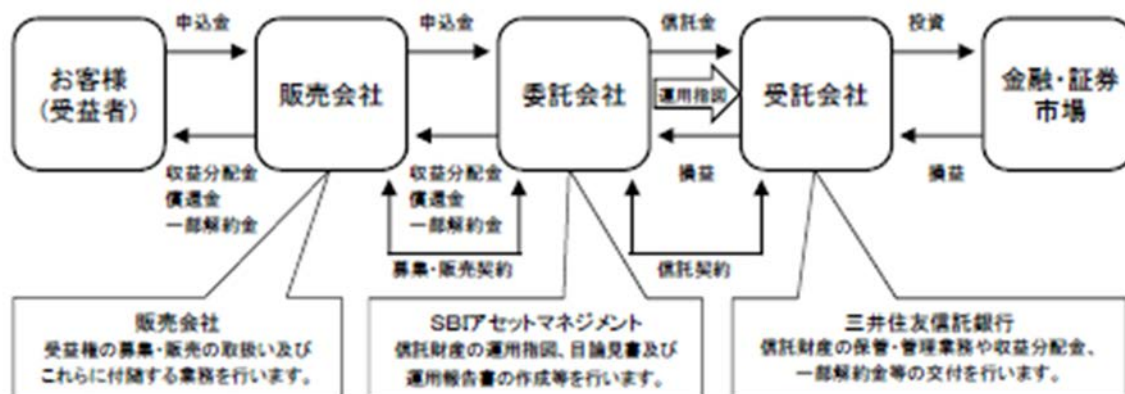 申込金
申込金
信託金
投資
お客様
(受益者)
販売会社
委託会社
運用指図
受託会社
金融・証券
市場
収益分配金
償還金
一部解約金
収益分配金
償還金
一部解約金
損益
損益
募集・販売契約
信託契約
販売会社
受益権の募集・販売の取扱い及び
これらに付随する業務を行います。
SBIアセットマネジメント
信託財産の運用指図、目論見書及び
運用報告書の作成等を行います。
三井住友信託銀行
信託財産の保管・管理業務や収益分配金、
一部解約金等の交付を行います。